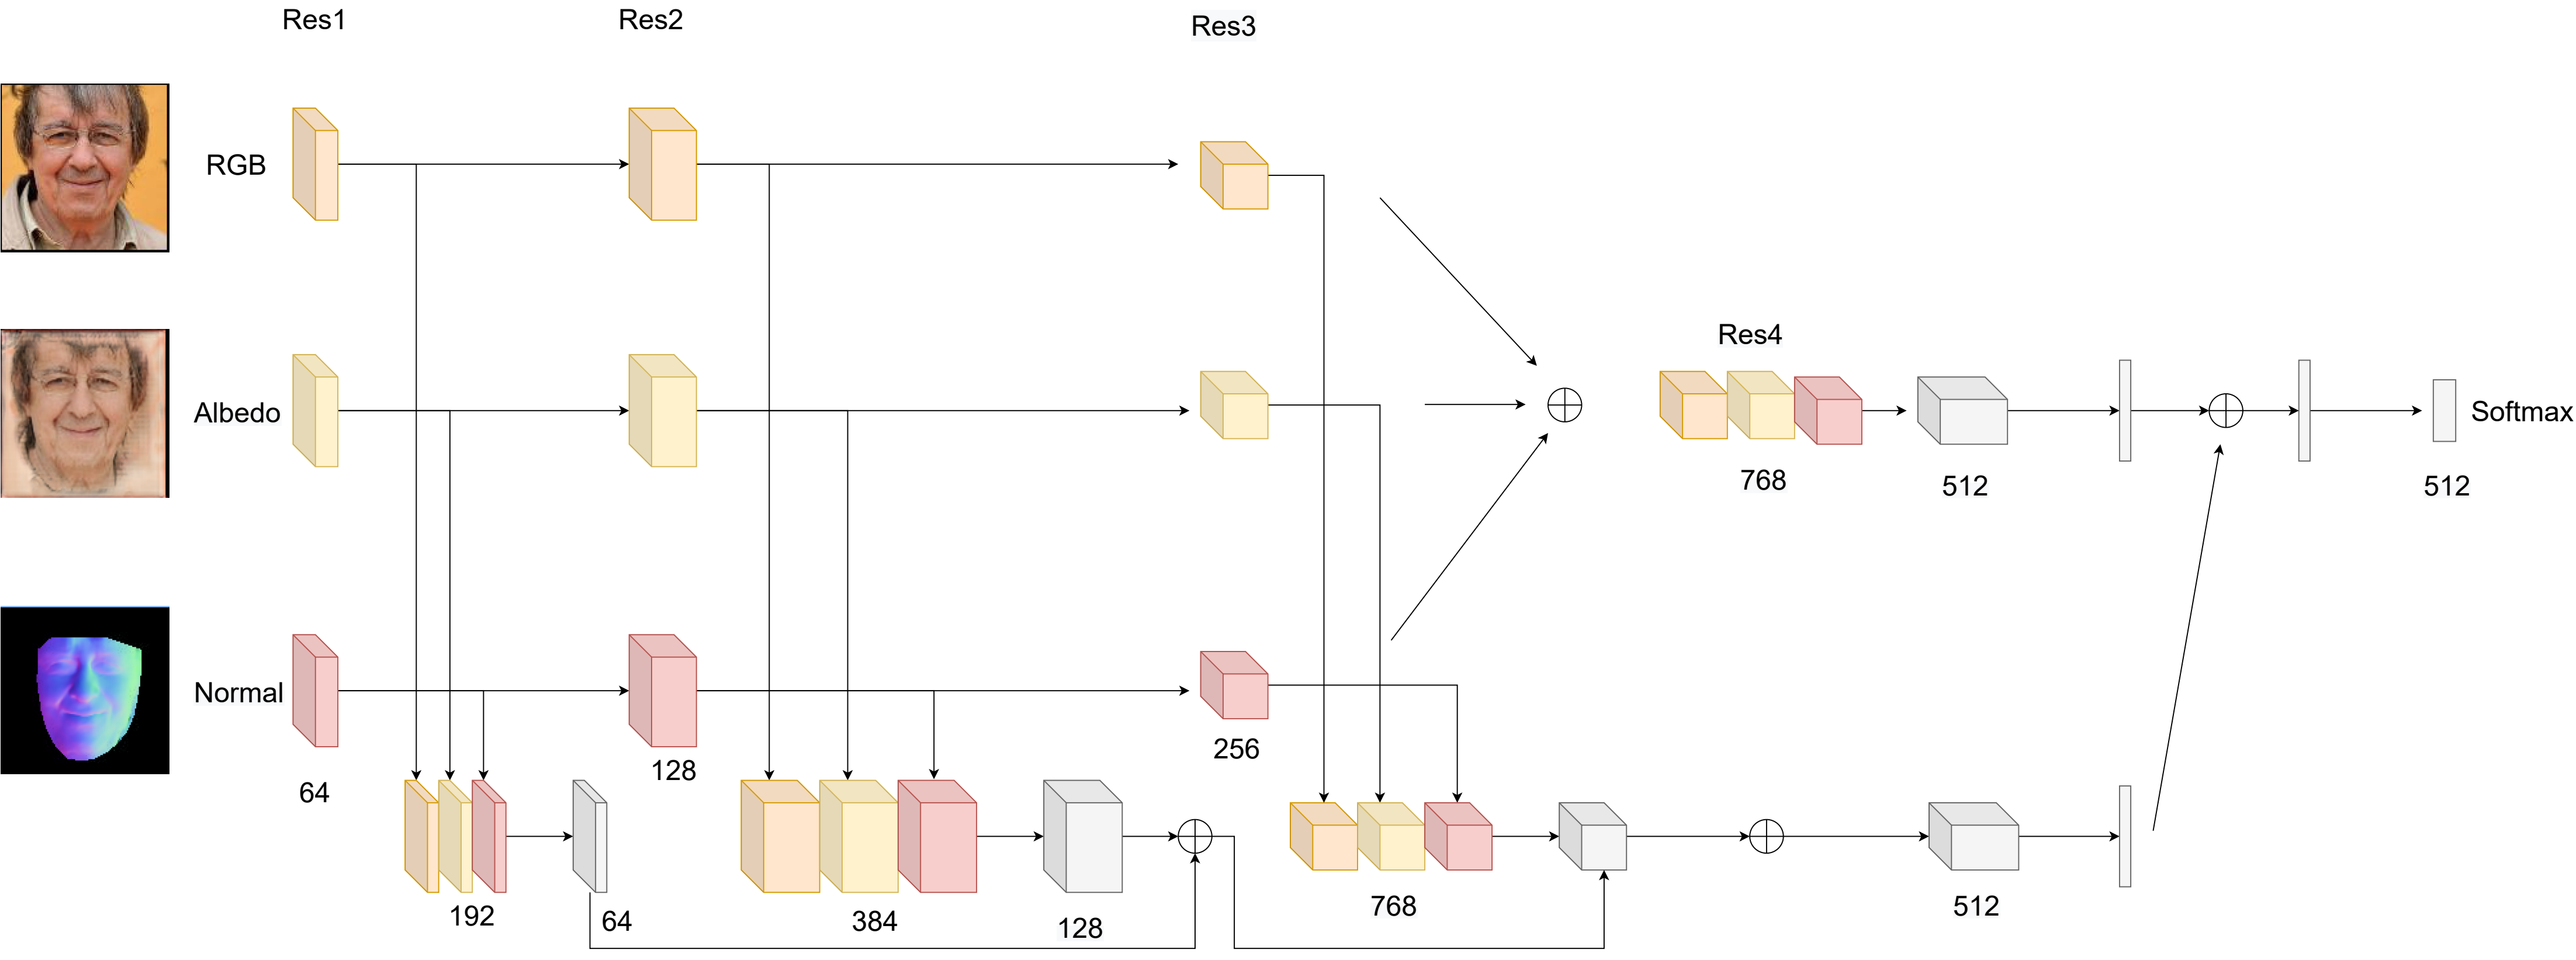 Res1
Res2
Res3
RGB
Albedo
Normal
Res4
768
512
512
Softmax
64
128
256
192
64
384
128
768
512